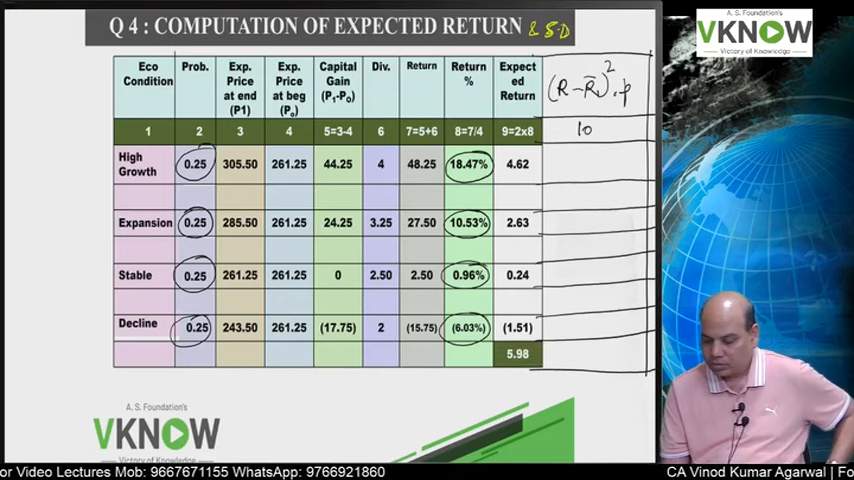 Q 4 : COMPUTATION OF EXPECTED RETURN & S.D
A. S. Foundation's
VKNOW
Victory of Knowledge
Eco Condition Prob. Exp. Price at end (P1) Exp. Price at beg (P₀) Capital Gain (P₁-P₀) Div. Return Return % Expect ed Return (R-R̄)².p
1 2 3 4 5=3-4 6 7=5+6 8=7/4 9=2x8 10
High Growth 0.25 305.50 261.25 44.25 4 48.25 18.47% 4.62
Expansion 0.25 285.50 261.25 24.25 3.25 27.50 10.53% 2.63
Stable 0.25 261.25 261.25 0 2.50 2.50 0.96% 0.24
Decline 0.25 243.50 261.25 (17.75) 2 (15.75) (6.03%) (1.51)
5.98
A. S. Foundation's
VKNOW
Victory of Knowledge
or Video Lectures Mob: 9667671155 WhatsApp: 9766921860 CA Vinod Kumar Agarwal | Fo